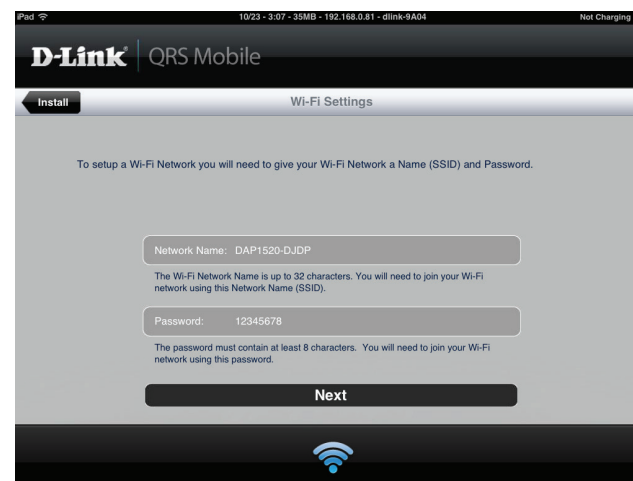 iPad 10/23 - 3:07 - 35MB - 192.168.0.81 - dlink-9A04 Not Charging
D-Link QRS Mobile
Install Wi-Fi Settings
To setup a Wi-Fi Network you will need to give your Wi-Fi Network a Name (SSID) and Password.
Network Name: DAP1520-DJDP
The Wi-Fi Network Name is up to 32 characters. You will need to join your Wi-Fi
network using this Network Name (SSID).
Password: 12345678
The password must contain at least 8 characters. You will need to join your Wi-Fi
network using this password.
Next